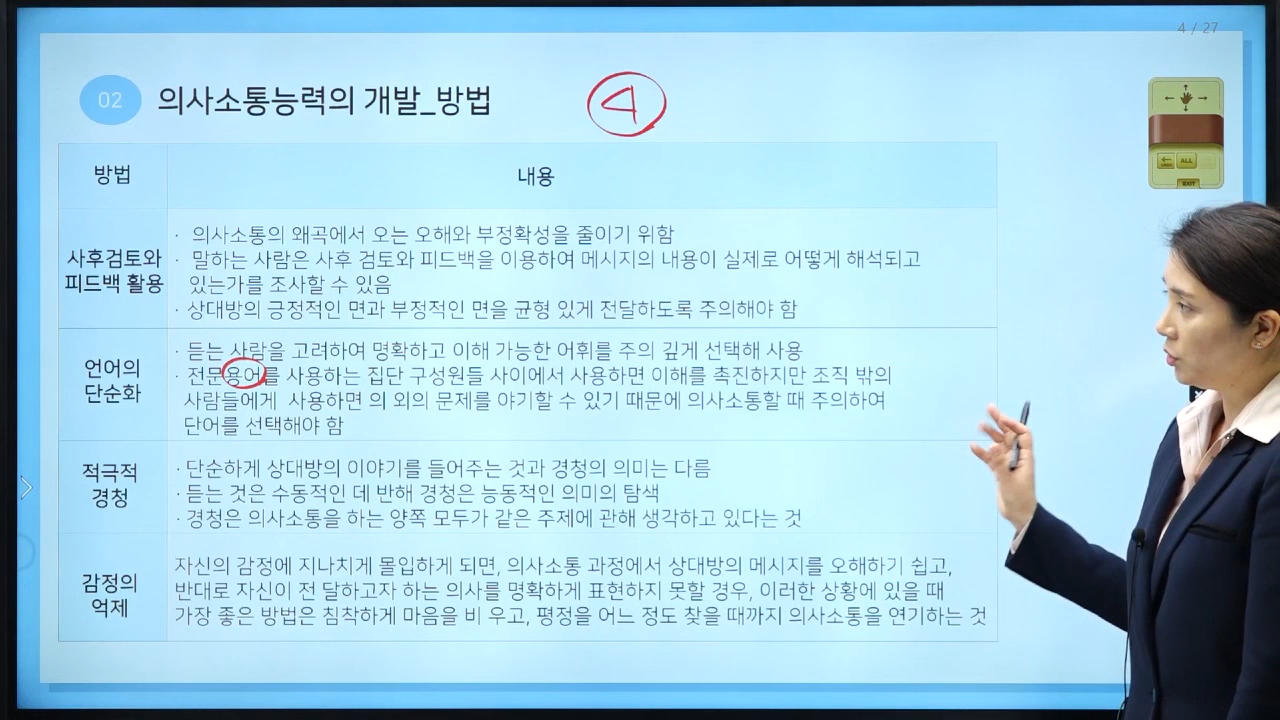 4 / 27
02 의사소통능력의 개발_방법 4
방법 내용
사후검토와
피드백 활용
· 의사소통의 왜곡에서 오는 오해와 부정확성을 줄이기 위함
· 말하는 사람은 사후 검토와 피드백을 이용하여 메시지의 내용이 실제로 어떻게 해석되고
있는가를 조사할 수 있음
· 상대방의 긍정적인 면과 부정적인 면을 균형 있게 전달하도록 주의해야 함
언어의
단순화
· 듣는 사람을 고려하여 명확하고 이해 가능한 어휘를 주의 깊게 선택해 사용
· 전문용어를 사용하는 집단 구성원들 사이에서 사용하면 이해를 촉진하지만 조직 밖의
사람들에게 사용하면 의 외의 문제를 야기할 수 있기 때문에 의사소통할 때 주의하여
단어를 선택해야 함
적극적
경청
· 단순하게 상대방의 이야기를 들어주는 것과 경청의 의미는 다름
· 듣는 것은 수동적인 데 반해 경청은 능동적인 의미의 탐색
· 경청은 의사소통을 하는 양쪽 모두가 같은 주제에 관해 생각하고 있다는 것
감정의
억제
자신의 감정에 지나치게 몰입하게 되면, 의사소통 과정에서 상대방의 메시지를 오해하기 쉽고,
반대로 자신이 전 달하고자 하는 의사를 명확하게 표현하지 못할 경우, 이러한 상황에 있을 때
가장 좋은 방법은 침착하게 마음을 비 우고, 평정을 어느 정도 찾을 때까지 의사소통을 연기하는 것
ALL
EXIT